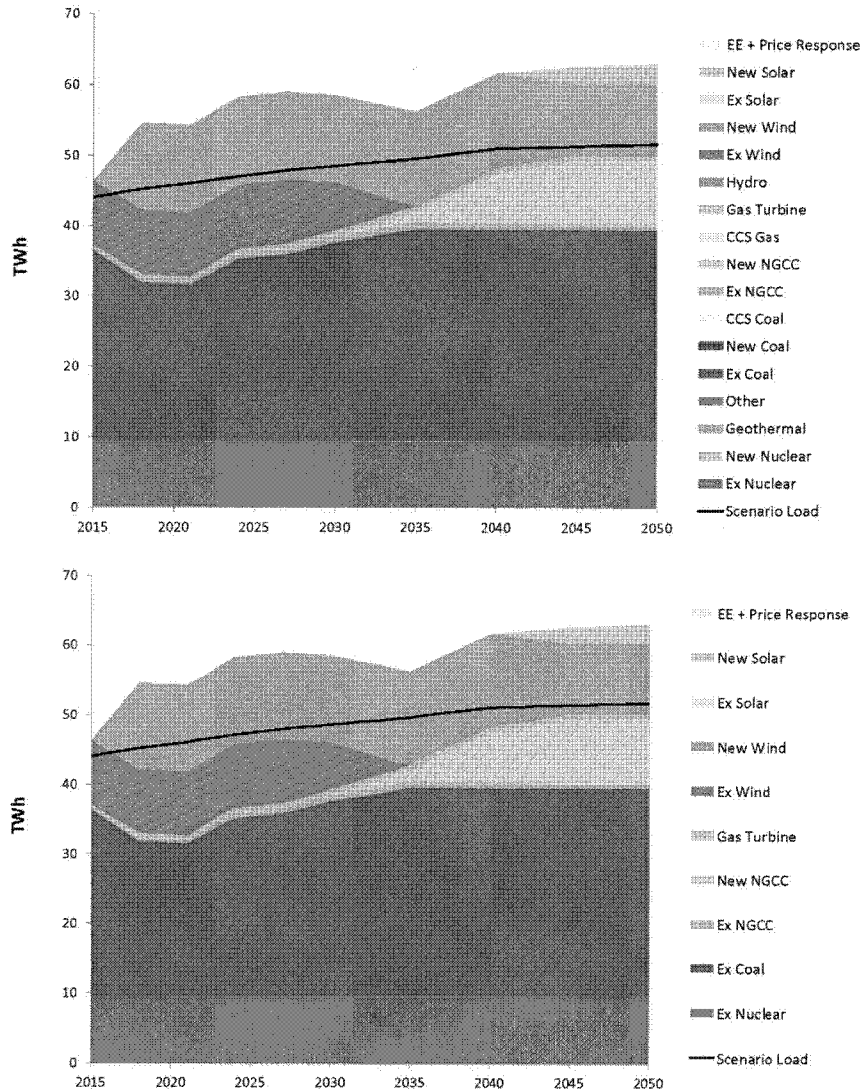 70
60
50
40
30
20
10
0
TWh
2015 2020 2025 2030 2035 2040 2045 2050
EE + Price Response
New Solar
Ex Solar
New Wind
Ex Wind
Hydro
Gas Turbine
CCS Gas
New NGCC
Ex NGCC
CCS Coal
New Coal
Ex Coal
Other
Geothermal
New Nuclear
Ex Nuclear
Scenario Load
70
60
50
40
30
20
10
0
TWh
2015 2020 2025 2030 2035 2040 2045 2050
EE + Price Response
New Solar
Ex Solar
New Wind
Ex Wind
Gas Turbine
New NGCC
Ex NGCC
Ex Coal
Ex Nuclear
Scenario Load